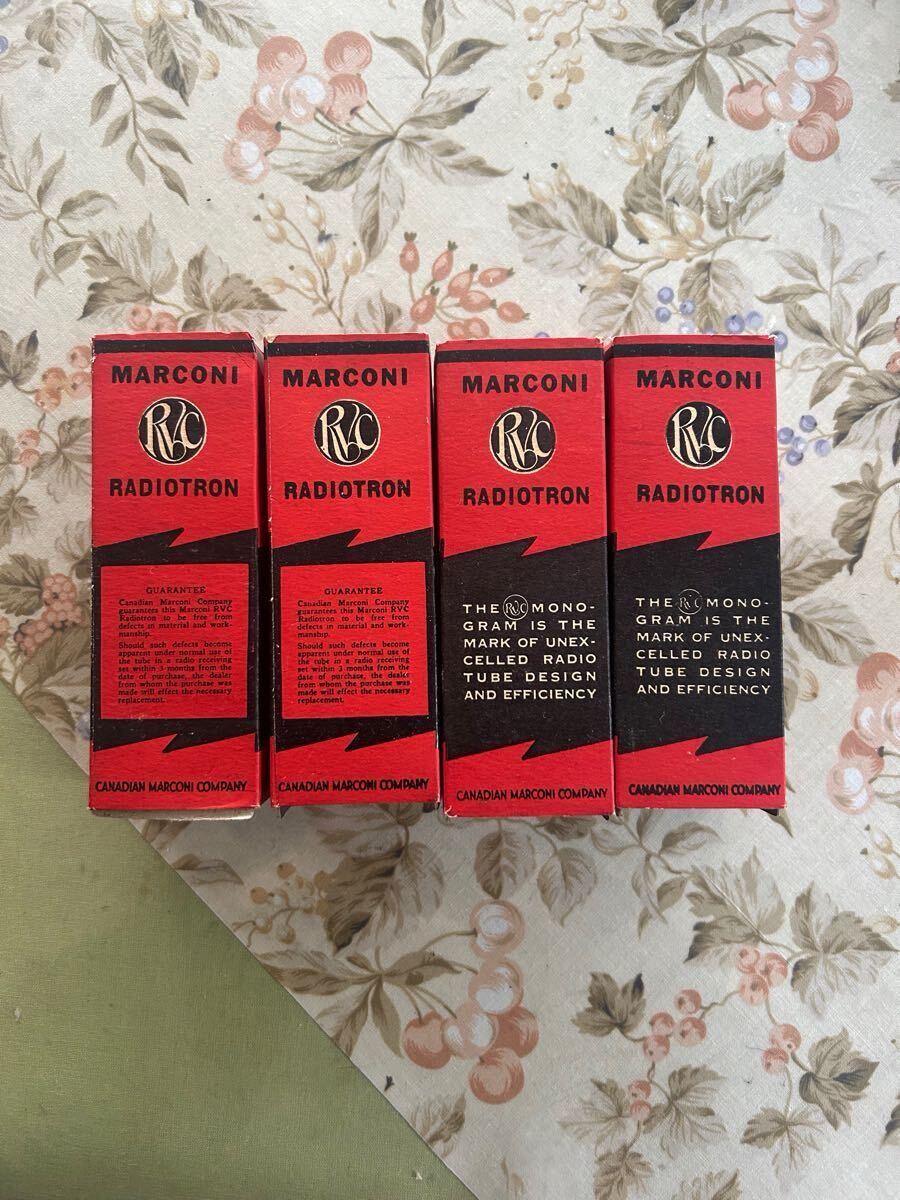 MARCONI
RVC
RADIOTRON
GUARANTEE
Canadian Marconi Company
guarantees this Marconi RVC
Radiotron to be free from
defects in material and work-
manship.
Should such defects become
apparent under normal use of
the tube in a radio receiving
set within 3 months from the
date of purchase, the dealer
from whom the purchase was
made will effect the necessary
replacement.
CANADIAN MARCONI COMPANY
MARCONI
RVC
RADIOTRON
GUARANTEE
Canadian Marconi Company
guarantees this Marconi RVC
Radiotron to be free from
defects in material and work-
manship.
Should such defects become
apparent under normal use of
the tube in a radio receiving
set within 3 months from the
date of purchase, the dealer
from whom the purchase was
made will effect the necessary
replacement.
CANADIAN MARCONI COMPANY
MARCONI
RVC
RADIOTRON
THE RVC MONO-
GRAM IS THE
MARK OF UNEX-
CELLED RADIO
TUBE DESIGN
AND EFFICIENCY
CANADIAN MARCONI COMPANY
MARCONI
RVC
RADIOTRON
THE RVC MONO-
GRAM IS THE
MARK OF UNEX-
CELLED RADIO
TUBE DESIGN
AND EFFICIENCY
CANADIAN MARCONI COMPANY